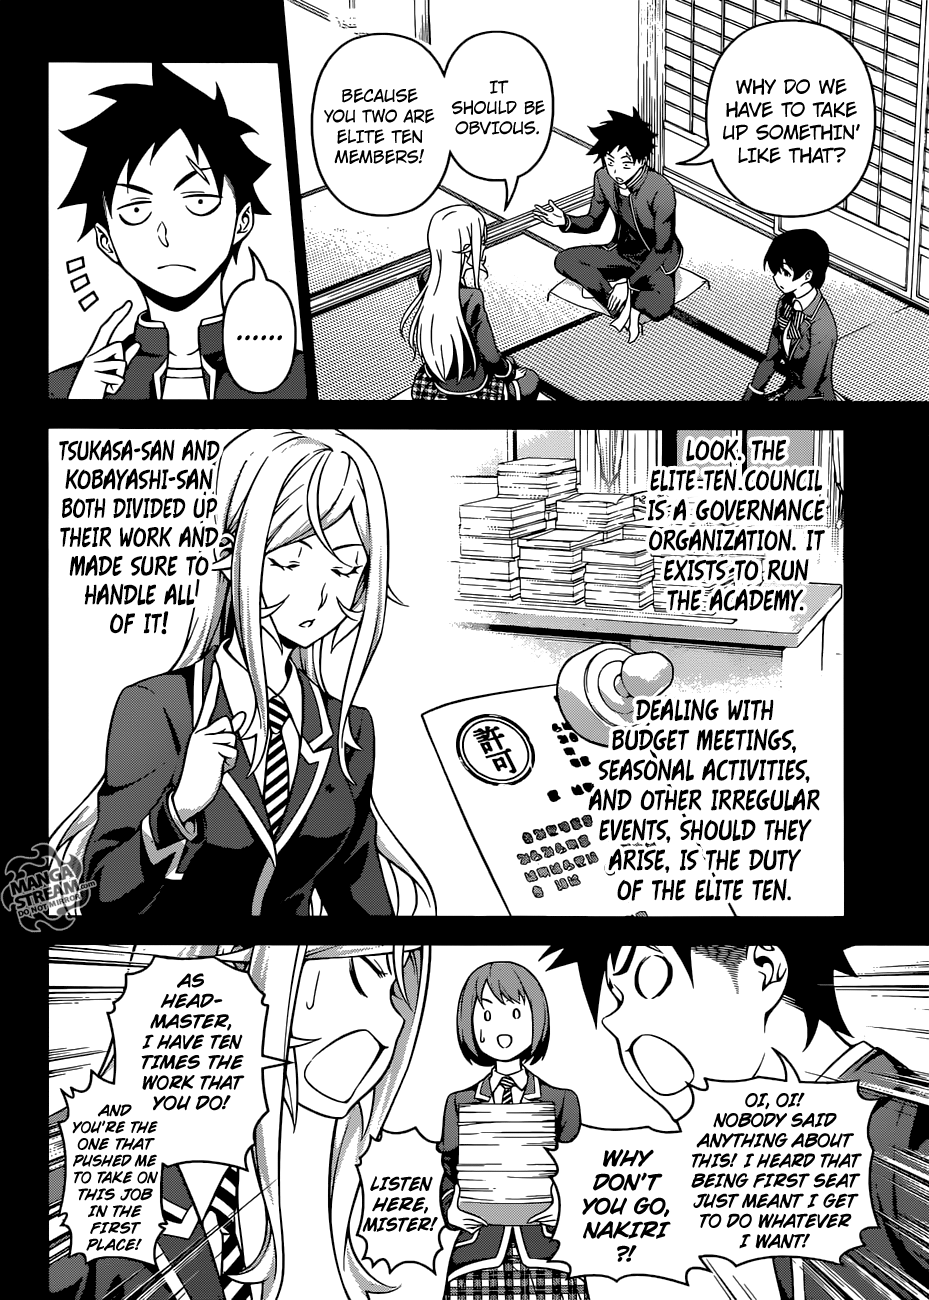 WHY DO WE
HAVE TO TAKE
UP SOMETHIN'
LIKE THAT?
IT
SHOULD BE
OBVIOUS.
BECAUSE
YOU TWO ARE
ELITE TEN
MEMBERS!
......
LOOK. THE
ELITE TEN COUNCIL
IS A GOVERNANCE
ORGANIZATION. IT
EXISTS TO RUN
THE ACADEMY.
DEALING WITH
BUDGET MEETINGS,
SEASONAL ACTIVITIES,
AND OTHER IRREGULAR
EVENTS, SHOULD THEY
ARISE, IS THE DUTY
OF THE ELITE TEN.
許可
TSUKASA-SAN AND
KOBAYASHI-SAN
BOTH DIVIDED UP
THEIR WORK AND
MADE SURE TO
HANDLE ALL
OF IT!
MANGA
STREAM.com
DO NOT MIRROR
OI, OI!
NOBODY SAID
ANYTHING ABOUT
THIS! I HEARD THAT
BEING FIRST SEAT
JUST MEANT I GET
TO DO WHATEVER
I WANT!
WHY
DON'T
YOU GO,
NAKIRI
?!
LISTEN
HERE,
MISTER!
AS
HEAD-
MASTER,
I HAVE TEN
TIMES THE
WORK THAT
YOU DO!
AND
YOU'RE THE
ONE THAT
PUSHED ME
TO TAKE ON
THIS JOB
IN THE
FIRST
PLACE!